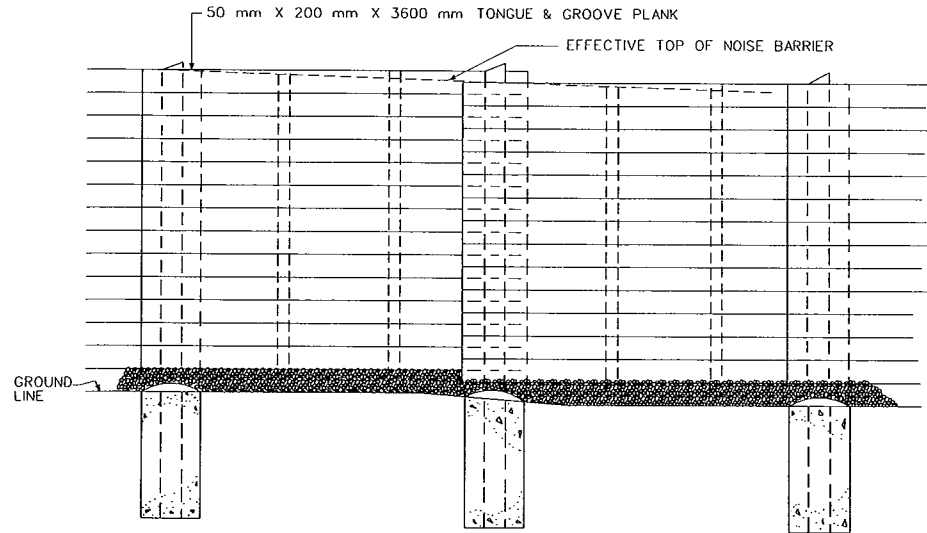 50 mm X 200 mm X 3600 mm TONGUE & GROOVE PLANK
EFFECTIVE TOP OF NOISE BARRIER
GROUND
LINE